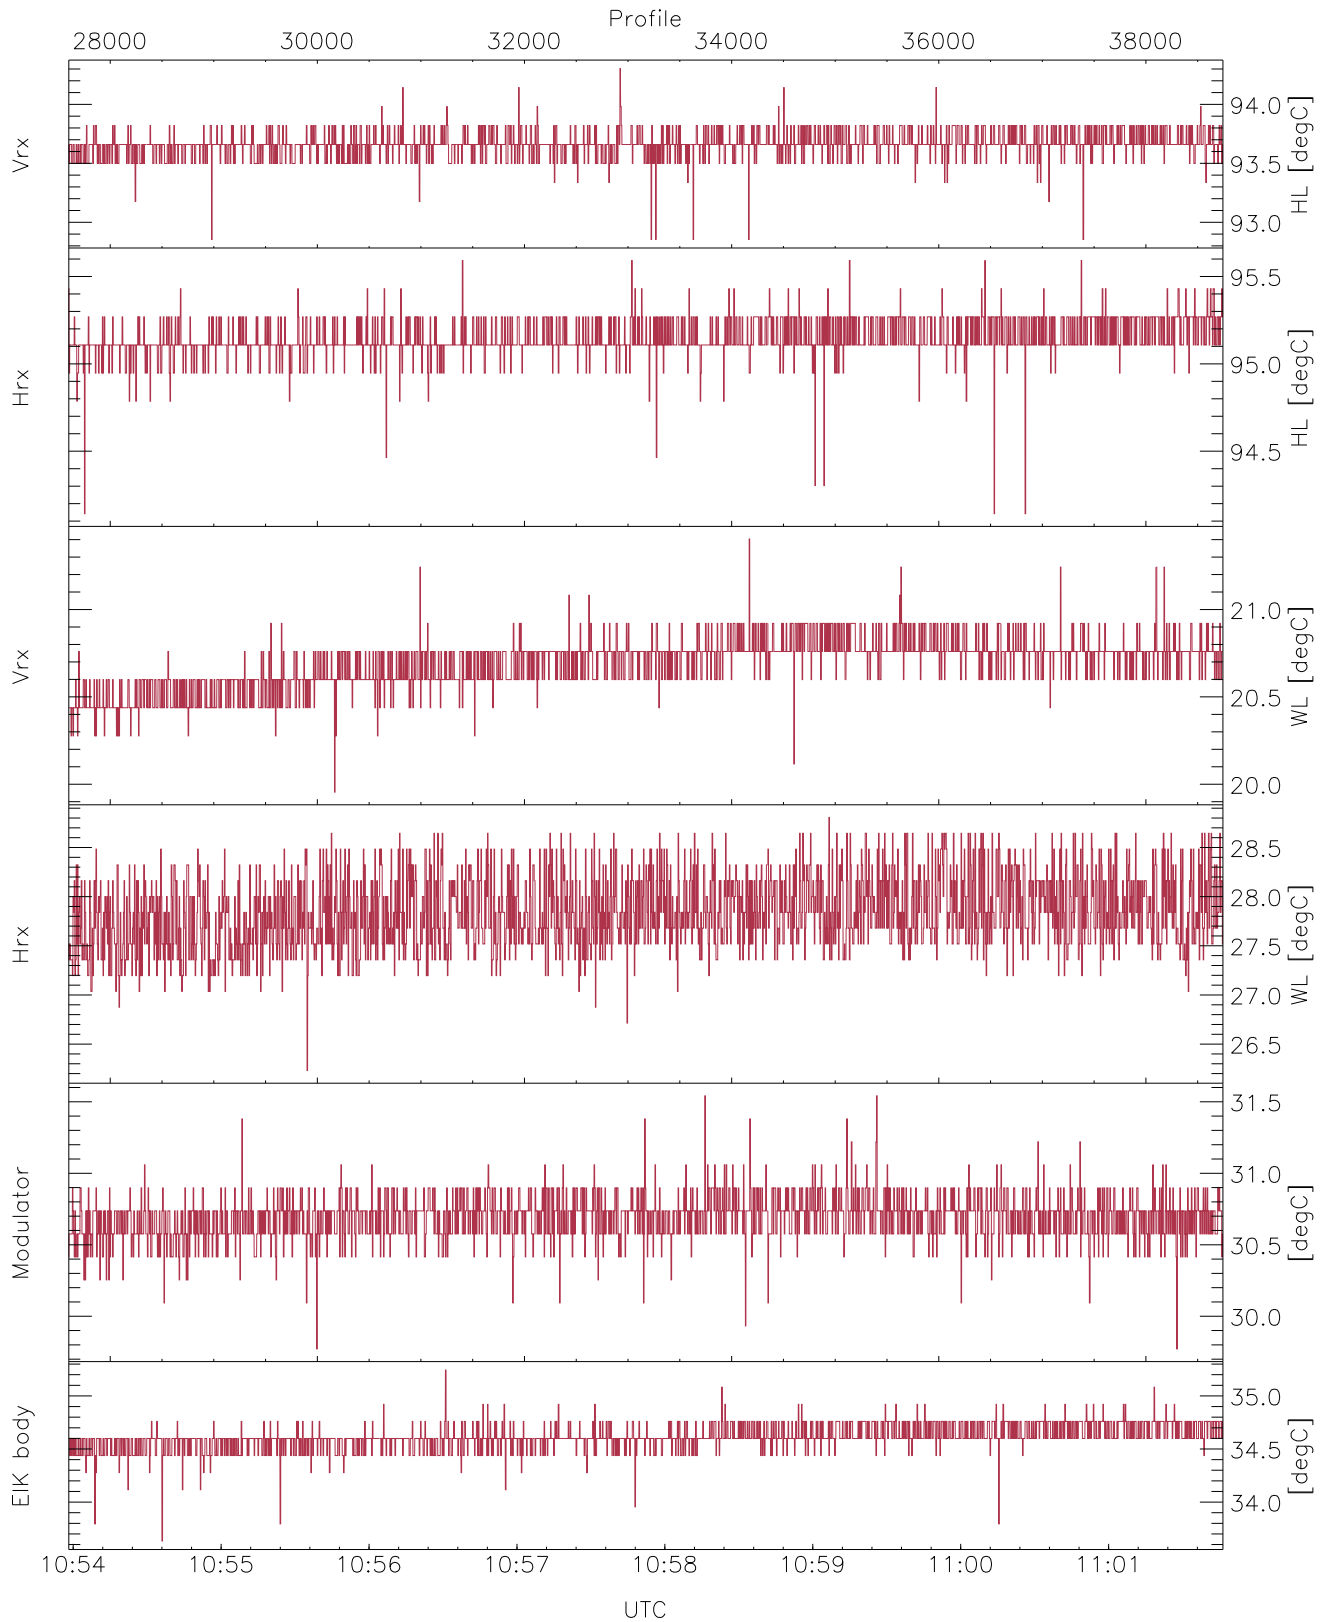 Profile
28000 30000 32000 34000 36000 38000
Vrx
94.0
93.5
93.0
HL [degC]
Hrx
95.5
95.0
94.5
HL [degC]
Vrx
21.0
20.5
20.0
WL [degC]
Hrx
28.5
28.0
27.5
27.0
26.5
WL [degC]
Modulator
31.5
31.0
30.5
30.0
[degC]
EIK body
35.0
34.5
34.0
[degC]
10:54 10:55 10:56 10:57 10:58 10:59 11:00 11:01
UTC